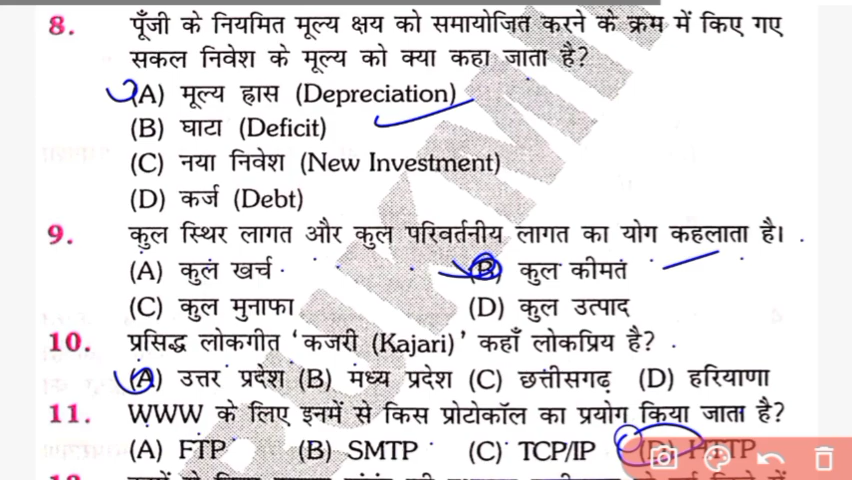 8. पूँजी के नियमित मूल्य क्षय को समायोजित करने के क्रम में किए गए
सकल निवेश के मूल्य को क्या कहा जाता है?
(A) मूल्य ह्रास (Depreciation)
(B) घाटा (Deficit)
(C) नया निवेश (New Investment)
(D) कर्ज (Debt)
9. कुल स्थिर लागत और कुल परिवर्तनीय लागत का योग कहलाता है।
(A) कुल खर्च (B) कुल कीमत
(C) कुल मुनाफा (D) कुल उत्पाद
10. प्रसिद्ध लोकगीत ‘कजरी (Kajari)’ कहाँ लोकप्रिय है?
(A) उत्तर प्रदेश (B) मध्य प्रदेश (C) छत्तीसगढ़ (D) हरियाणा
11. WWW के लिए इनमें से किस प्रोटोकॉल का प्रयोग किया जाता है?
(A) FTP (B) SMTP (C) TCP/IP (D) HTTP
RUKMINI